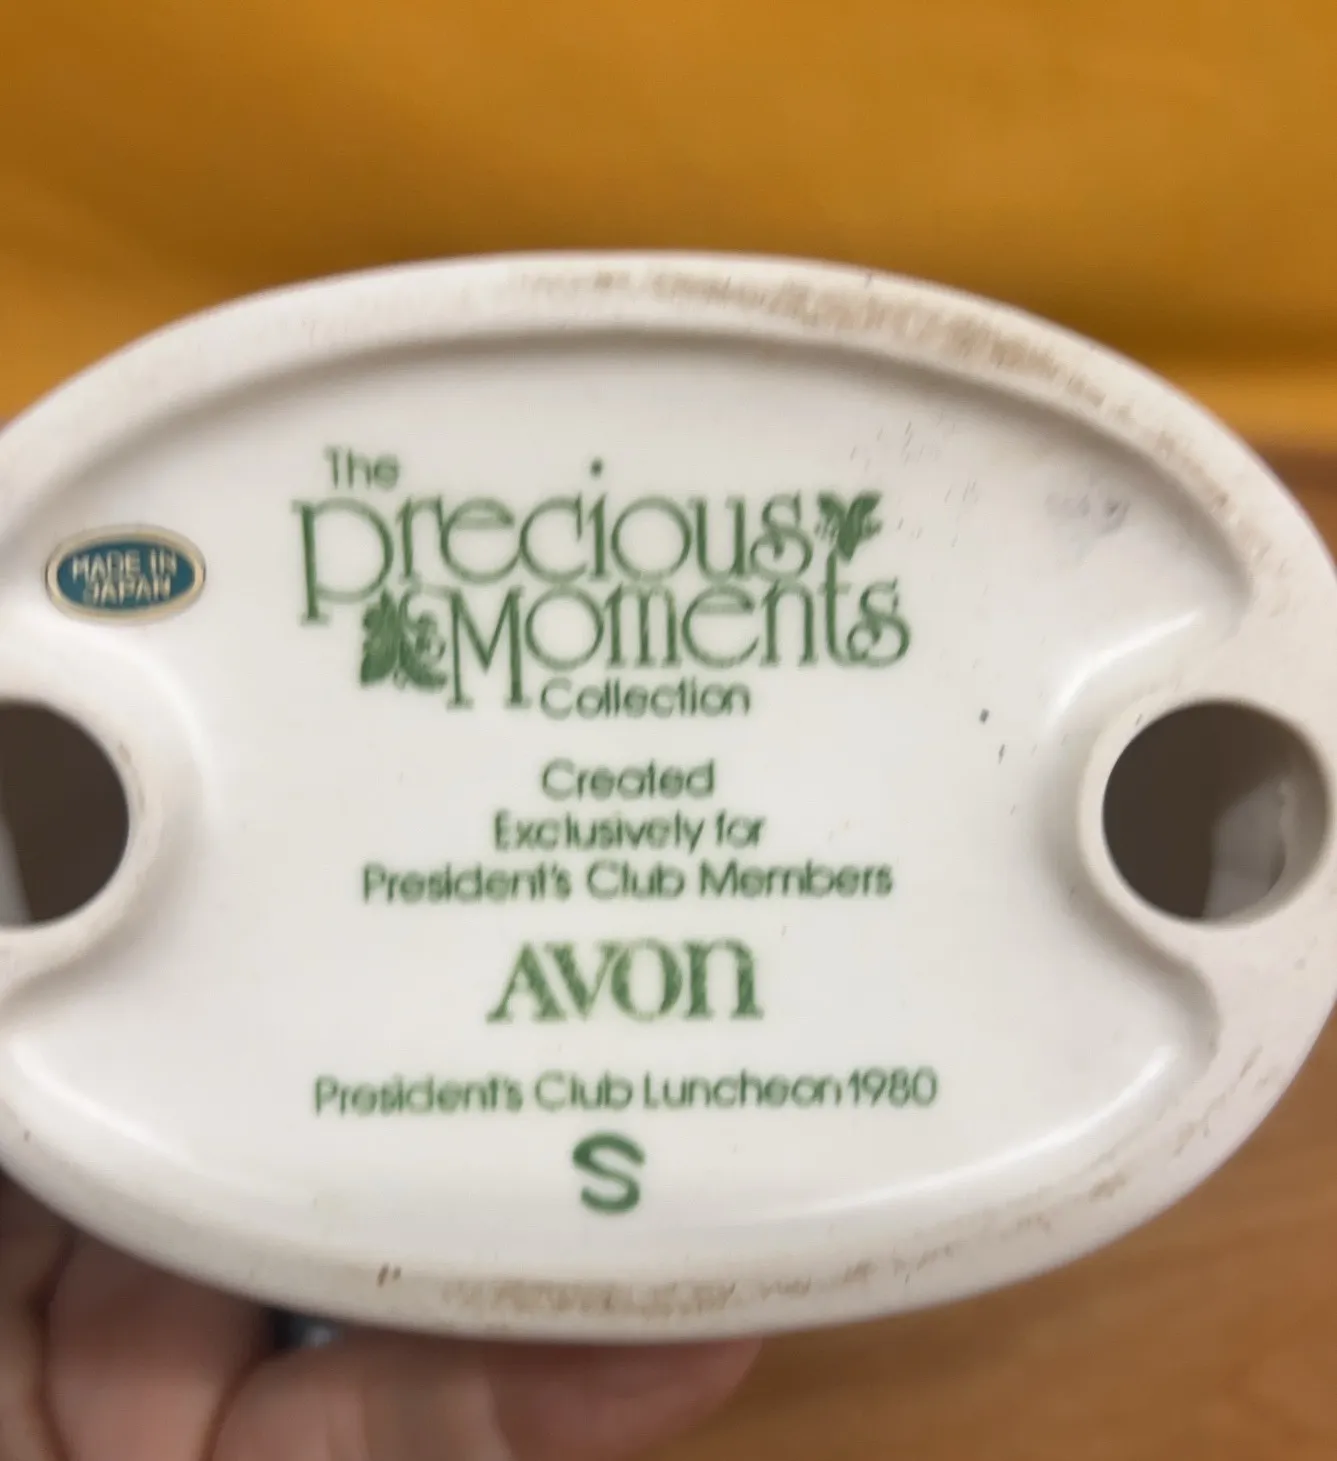 The
Precious
Moments
Collection
MADE IN
JAPAN
Created
Exclusively for
President's Club Members
AVON
President's Club Luncheon 1980
S